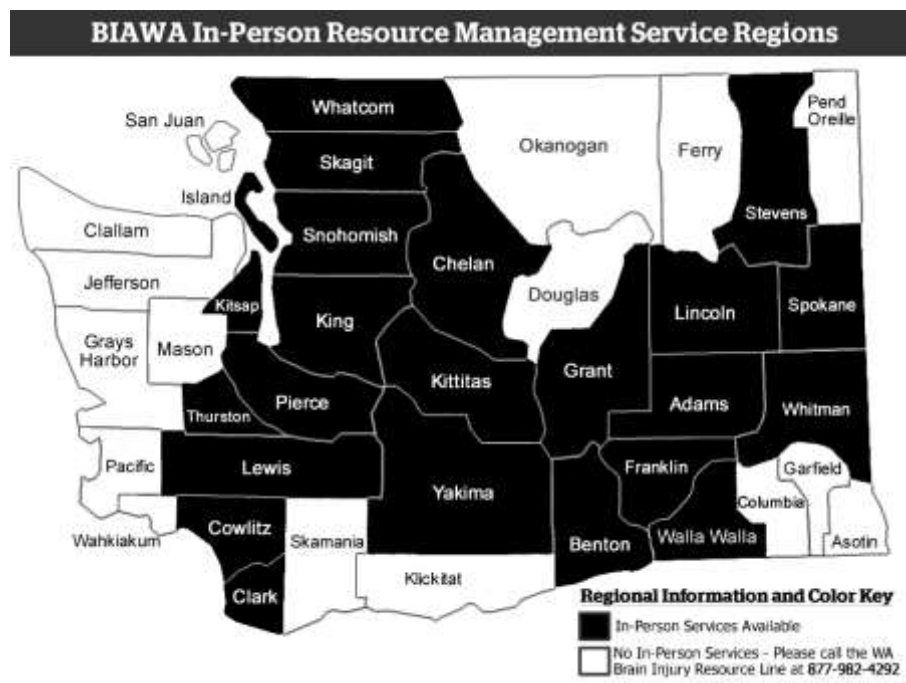 BIAWA In-Person Resource Management Service Regions
Whatcom
San Juan
Skagit
Okanogan
Ferry
Pend
Oreille
Island
Stevens
Clallam
Snohomish
Chelan
Jefferson
Kitsap
Douglas
King
Lincoln
Spokane
Grays
Harbor
Mason
Kittitas
Grant
Pierce
Thurston
Adams
Whitman
Pacific
Lewis
Yakima
Franklin
Garfield
Columbia
Wahkiakum
Cowlitz
Skamania
Benton
Walla Walla
Asotin
Klickitat
Clark
Regional Information and Color Key
In-Person Services Available
No In-Person Services - Please call the WA
Brain Injury Resource Line at 877-982-4292